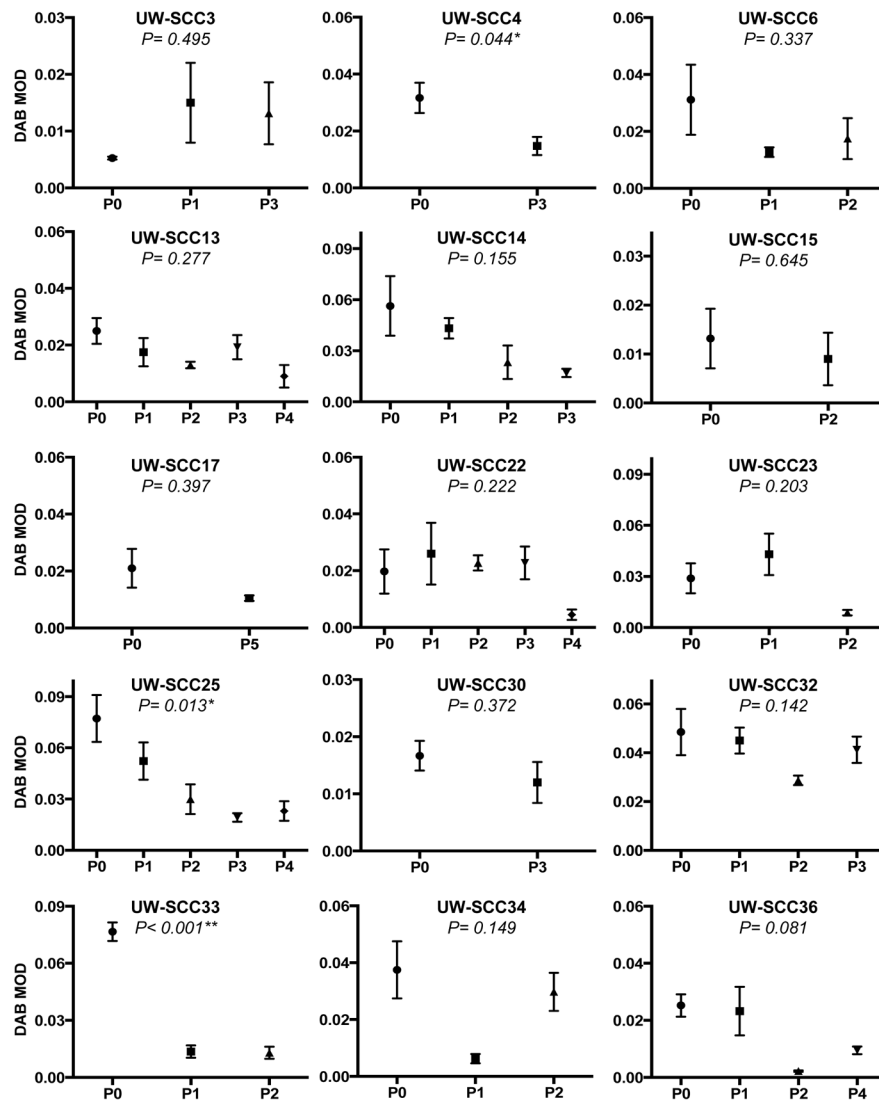 UW-SCC3
P= 0.495
DAB MOD
0.03
0.02
0.01
0.00
P0 P1 P3
UW-SCC4
P= 0.044*
0.06
0.04
0.02
0.00
P0 P3
UW-SCC6
P= 0.337
0.06
0.04
0.02
0.00
P0 P1 P2
UW-SCC13
P= 0.277
DAB MOD
0.06
0.04
0.02
0.00
P0 P1 P2 P3 P4
UW-SCC14
P= 0.155
0.09
0.06
0.03
0.00
P0 P1 P2 P3
UW-SCC15
P= 0.645
0.03
0.02
0.01
0.00
P0 P2
UW-SCC17
P= 0.397
DAB MOD
0.06
0.04
0.02
0.00
P0 P5
UW-SCC22
P= 0.222
0.06
0.04
0.02
0.00
P0 P1 P2 P3 P4
UW-SCC23
P= 0.203
0.09
0.06
0.03
0.00
P0 P1 P2
UW-SCC25
P= 0.013*
DAB MOD
0.09
0.06
0.03
0.00
P0 P1 P2 P3 P4
UW-SCC30
P= 0.372
0.03
0.02
0.01
0.00
P0 P3
UW-SCC32
P= 0.142
0.06
0.04
0.02
0.00
P0 P1 P2 P3
UW-SCC33
P< 0.001**
DAB MOD
0.09
0.06
0.03
0.00
P0 P1 P2
UW-SCC34
P= 0.149
0.06
0.04
0.02
0.00
P0 P1 P2
UW-SCC36
P= 0.081
0.06
0.04
0.02
0.00
P0 P1 P2 P4